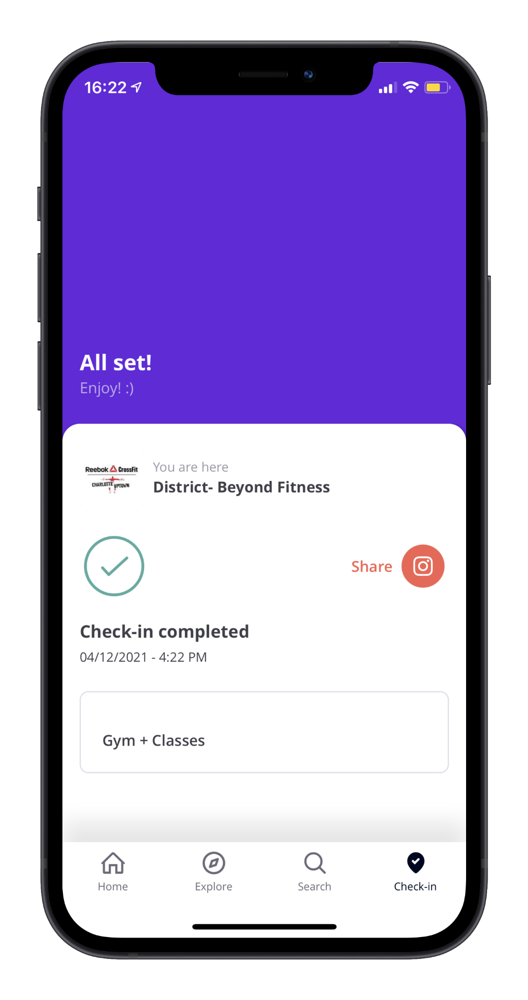 16:22
All set!
Enjoy! :)
Reebok CrossFit
CHARLOTTE UPTOWN
You are here
District- Beyond Fitness
Share
Check-in completed
04/12/2021 - 4:22 PM
Gym + Classes
Home
Explore
Search
Check-in